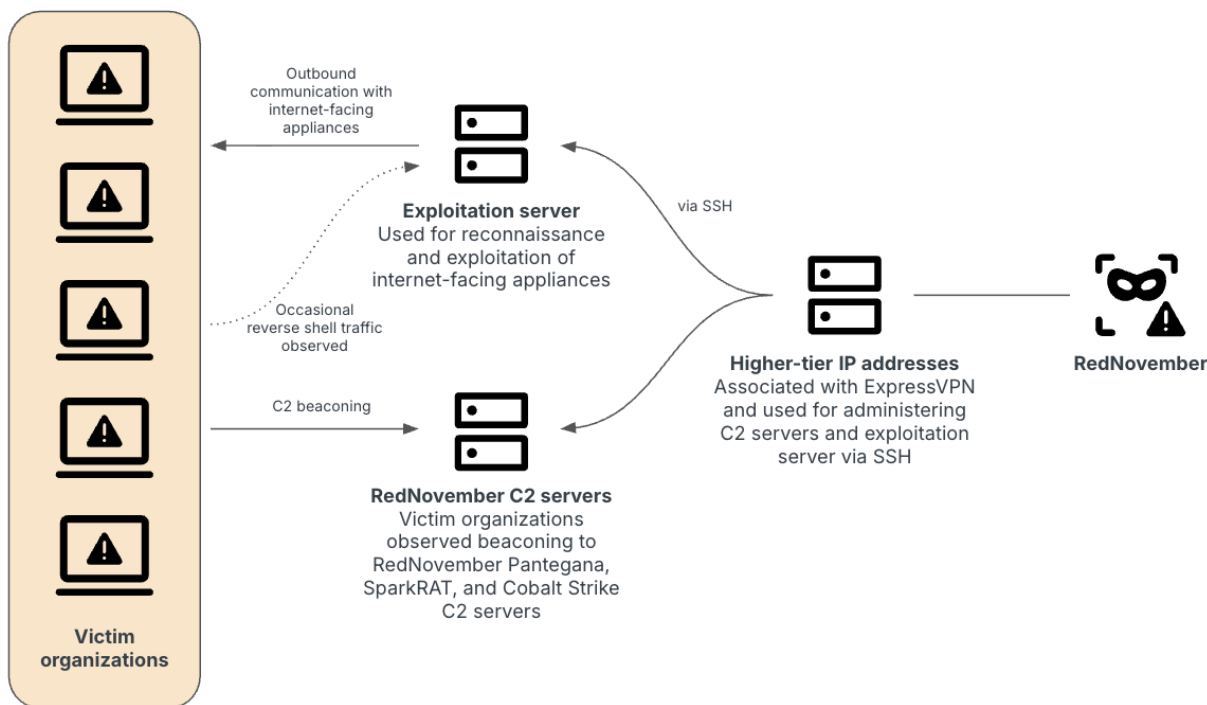 Outbound
communication with
internet-facing
appliances
Exploitation server
Used for reconnaissance
and exploitation of
internet-facing appliances
via SSH
Occasional
reverse shell traffic
observed
Higher-tier IP addresses
Associated with ExpressVPN
and used for administering
C2 servers and exploitation
server via SSH
RedNovember
C2 beaconing
RedNovember C2 servers
Victim organizations
observed beaconing to
RedNovember Pantegana,
SparkRAT, and Cobalt Strike
C2 servers
Victim
organizations